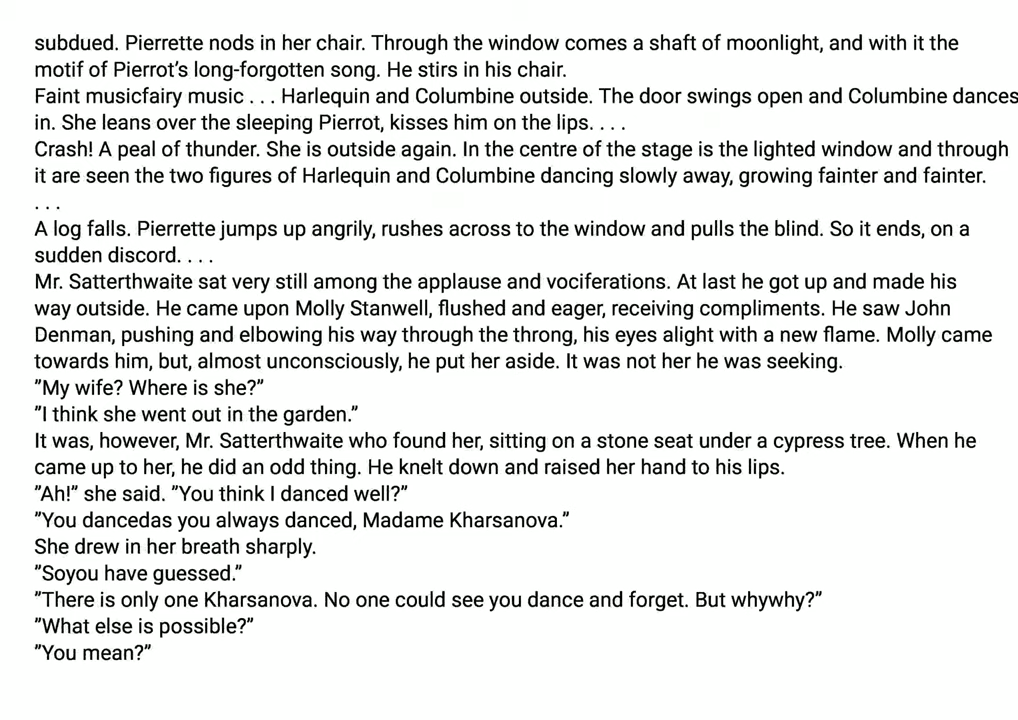 subdued. Pierrette nods in her chair. Through the window comes a shaft of moonlight, and with it the
motif of Pierrot’s long-forgotten song. He stirs in his chair.
Faint musicfairy music . . . Harlequin and Columbine outside. The door swings open and Columbine dances
in. She leans over the sleeping Pierrot, kisses him on the lips. . . .
Crash! A peal of thunder. She is outside again. In the centre of the stage is the lighted window and through
it are seen the two figures of Harlequin and Columbine dancing slowly away, growing fainter and fainter.
. . .
A log falls. Pierrette jumps up angrily, rushes across to the window and pulls the blind. So it ends, on a
sudden discord. . . .
Mr. Satterthwaite sat very still among the applause and vociferations. At last he got up and made his
way outside. He came upon Molly Stanwell, flushed and eager, receiving compliments. He saw John
Denman, pushing and elbowing his way through the throng, his eyes alight with a new flame. Molly came
towards him, but, almost unconsciously, he put her aside. It was not her he was seeking.
”My wife? Where is she?”
”I think she went out in the garden.”
It was, however, Mr. Satterthwaite who found her, sitting on a stone seat under a cypress tree. When he
came up to her, he did an odd thing. He knelt down and raised her hand to his lips.
”Ah!” she said. ”You think I danced well?”
”You dancedas you always danced, Madame Kharsanova.”
She drew in her breath sharply.
”Soyou have guessed.”
”There is only one Kharsanova. No one could see you dance and forget. But whywhy?”
”What else is possible?”
”You mean?”